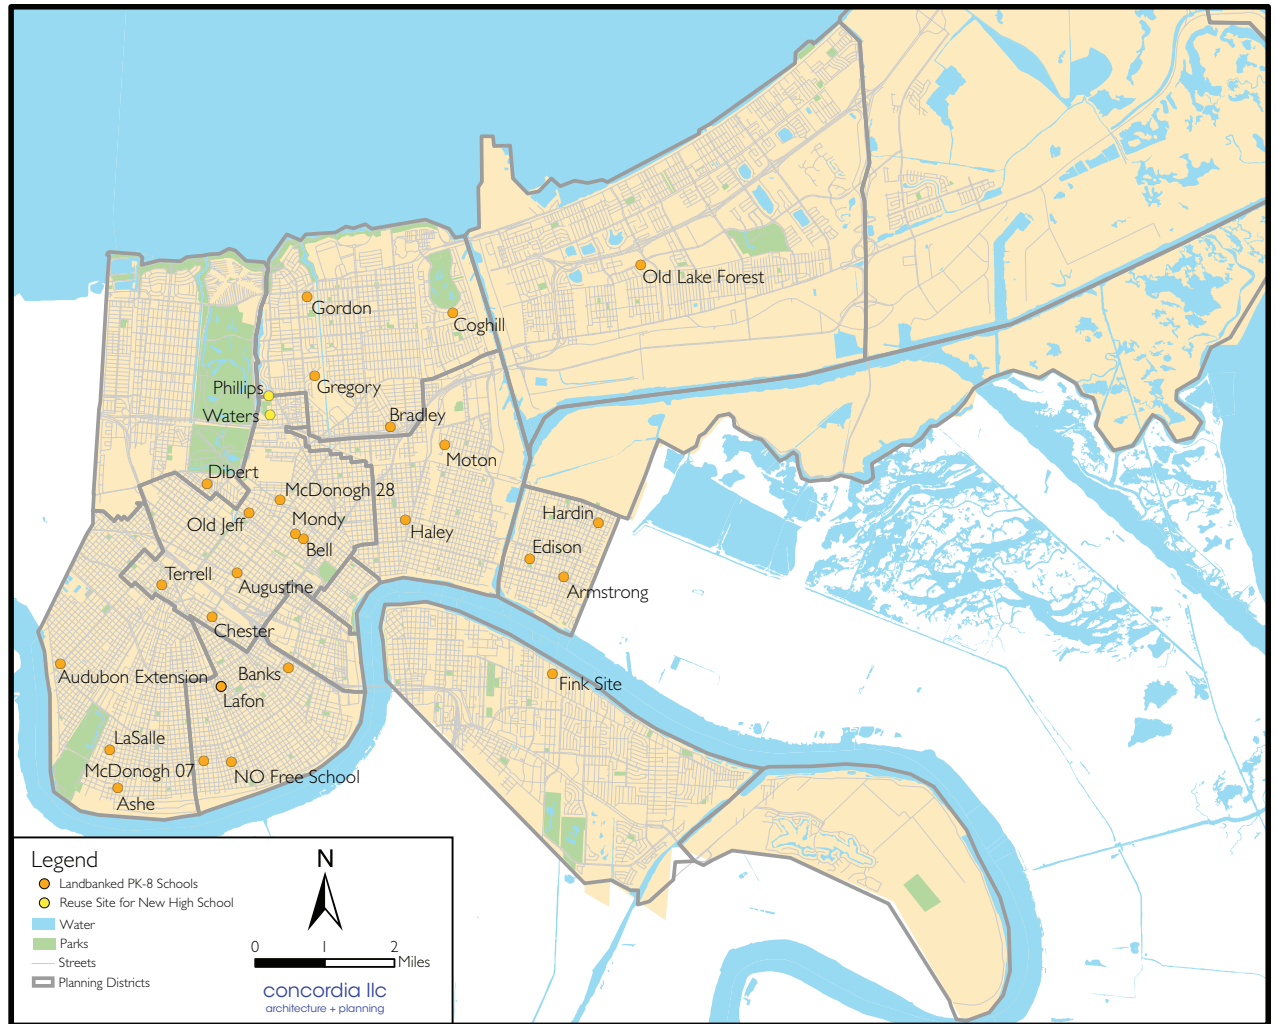 Old Lake Forest
Gordon
Coghill
Phillips
Gregory
Waters
Bradley
Moton
Dibert
McDonogh 28
Old Jeff
Mondy
Bell
Haley
Hardin
Edison
Armstrong
Terrell
Augustine
Chester
Audubon Extension
Banks
Lafon
Fink Site
LaSalle
McDonogh 07
NO Free School
Ashe
Legend
Landbanked PK-8 Schools
Reuse Site for New High School
Water
Parks
Streets
Planning Districts
N
0 1 2
Miles
concordia llc
architecture + planning